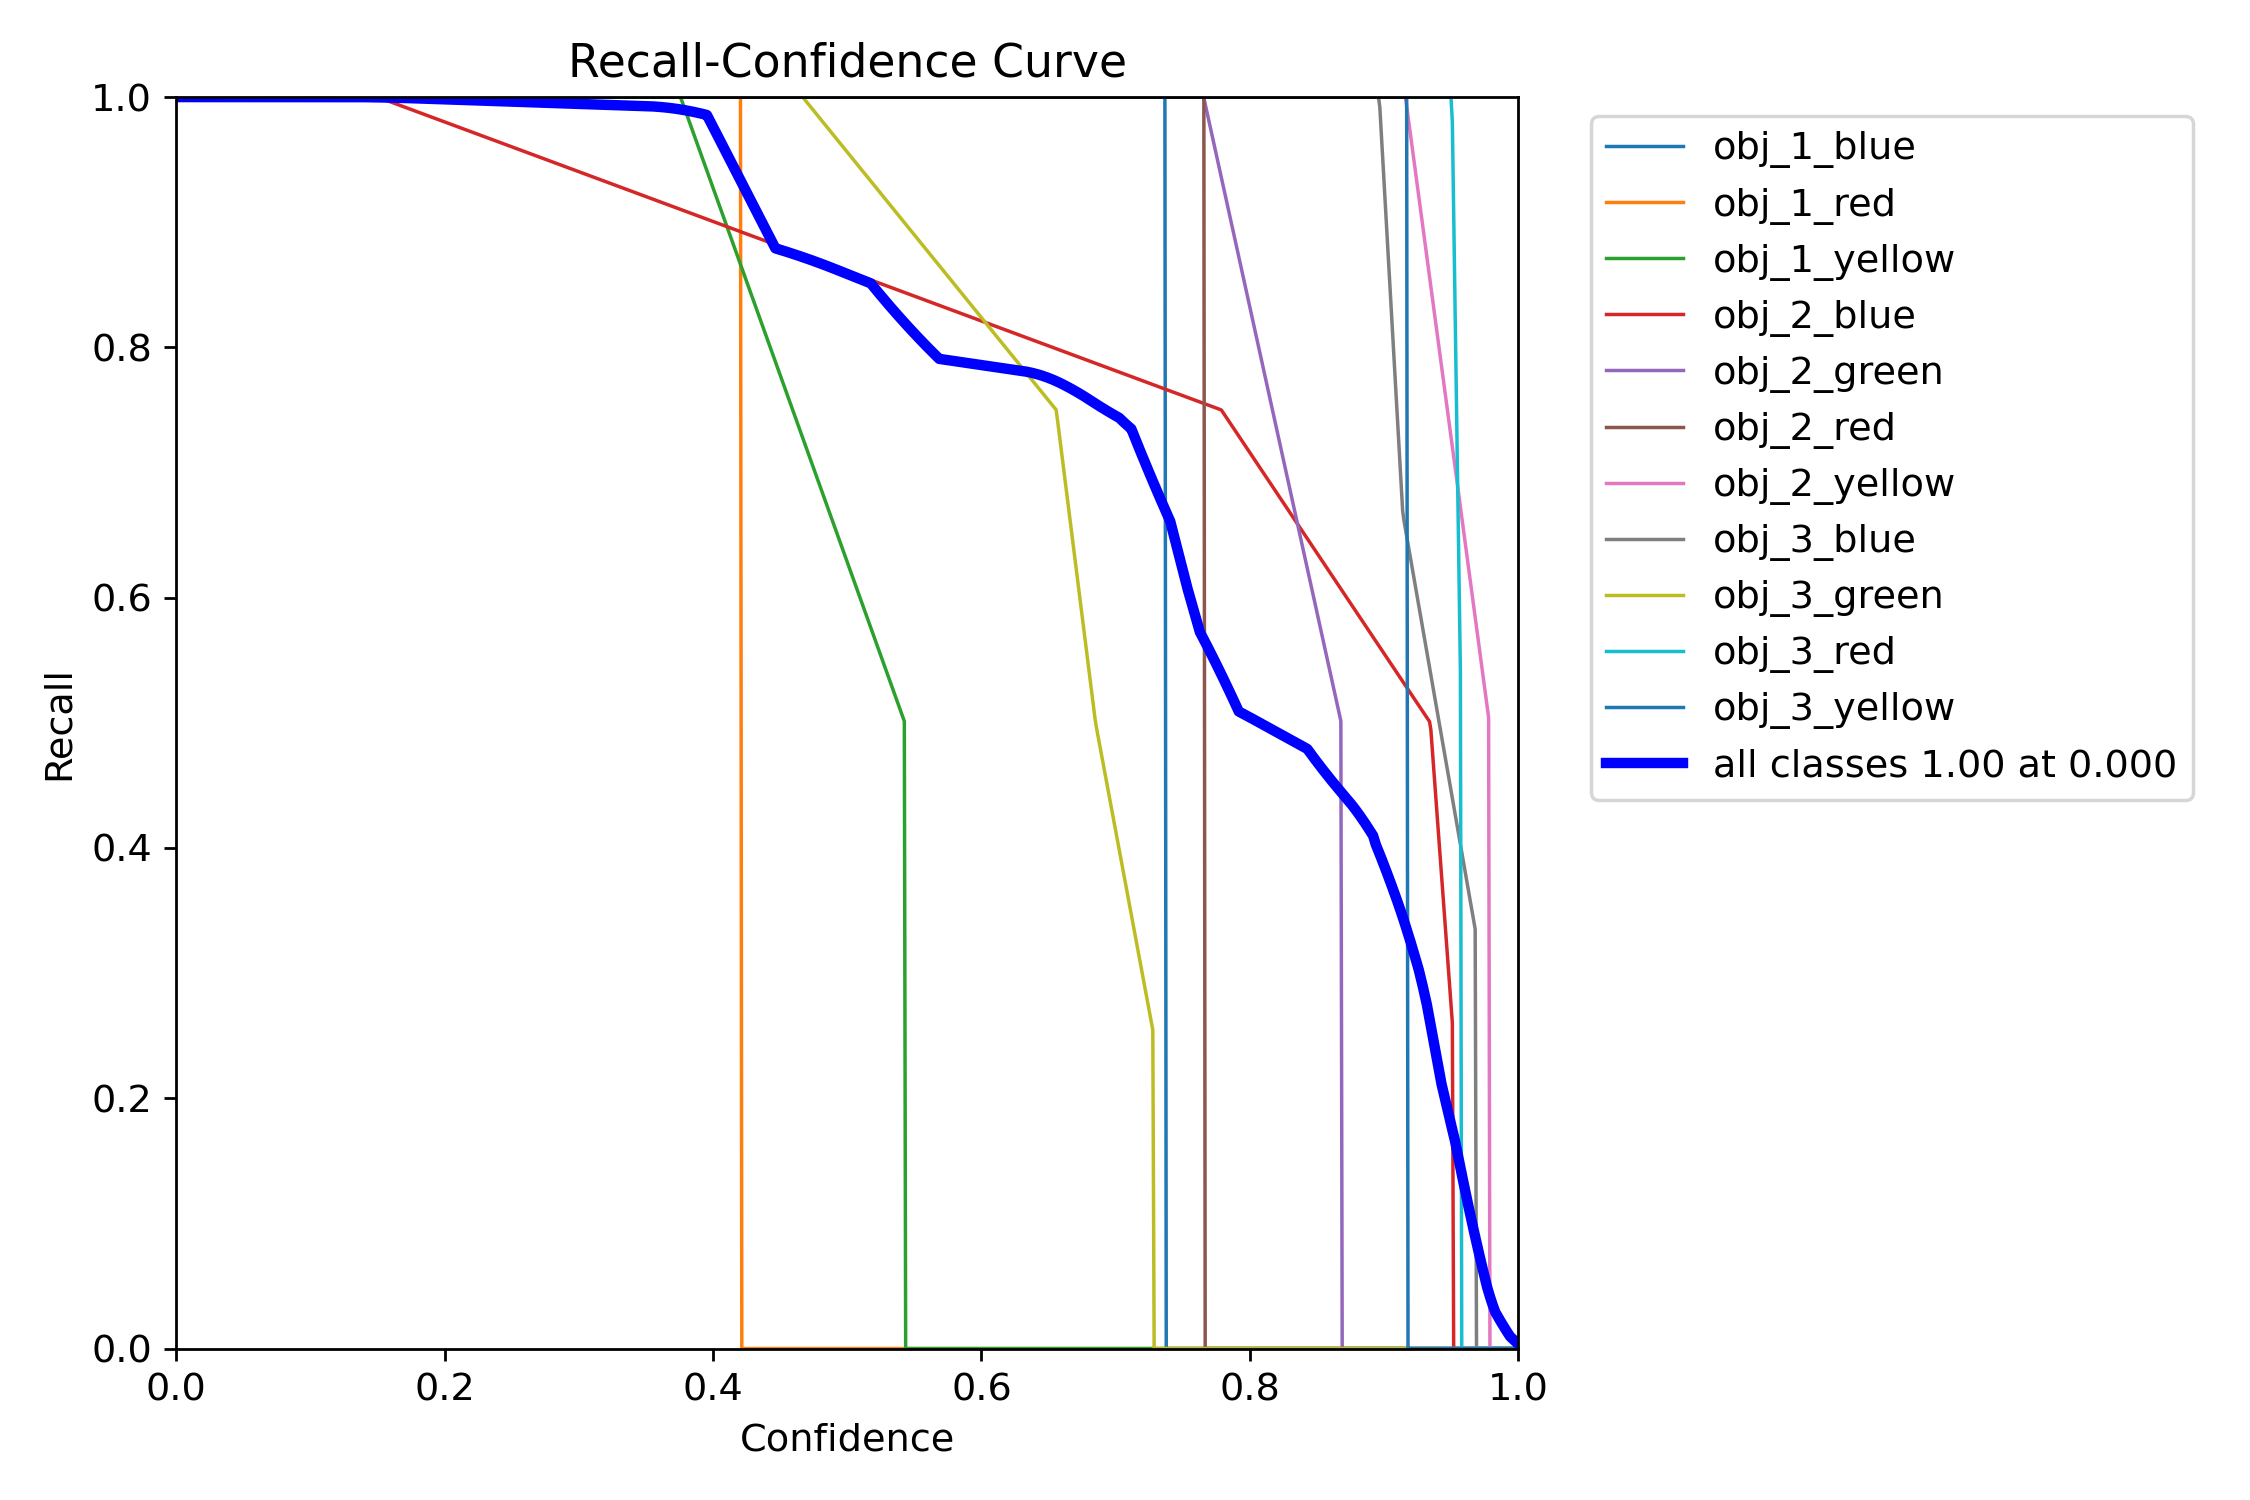 Recall-Confidence Curve
1.0
0.8
0.6
0.4
0.2
0.0
Recall
0.0 0.2 0.4 0.6 0.8 1.0
Confidence
obj_1_blue
obj_1_red
obj_1_yellow
obj_2_blue
obj_2_green
obj_2_red
obj_2_yellow
obj_3_blue
obj_3_green
obj_3_red
obj_3_yellow
all classes 1.00 at 0.000